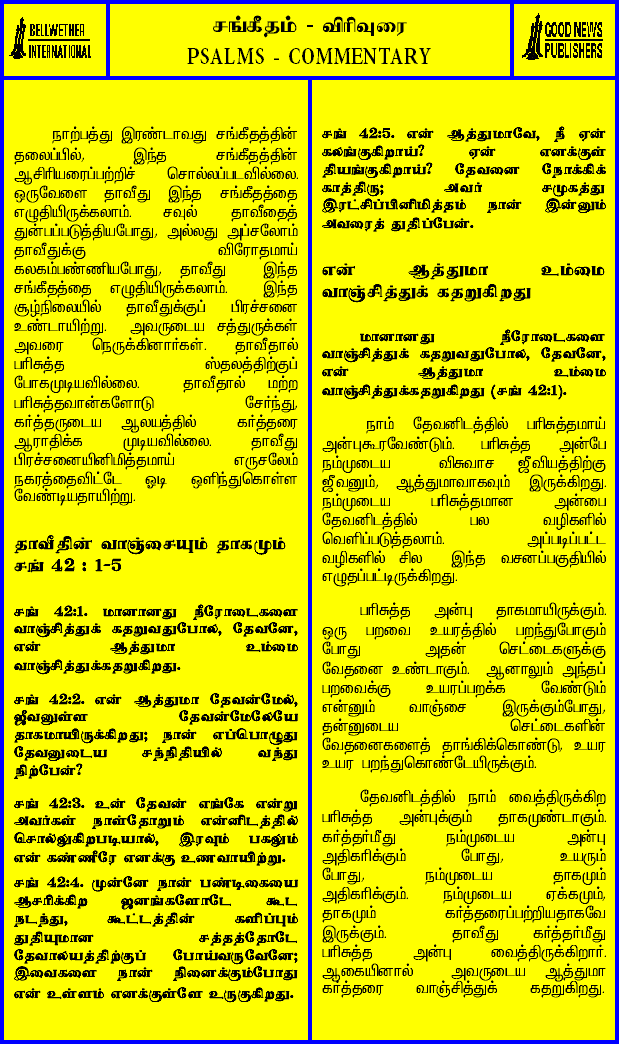 BELLWETHER
INTERNATIONAL
சங்கீதம் - விரிவுரை
PSALMS - COMMENTARY
GOOD NEWS
PUBLISHERS
நாற்பத்து இரண்டாவது சங்கீதத்தின்
தலைப்பில், இந்த சங்கீதத்தின்
ஆசிரியரைப்பற்றிச் சொல்லப்படவில்லை.
ஒருவேளை தாவீது இந்த சங்கீதத்தை
எழுதியிருக்கலாம். சவுல் தாவீதைத்
துன்பப்படுத்தியபோது, அல்லது அப்சலோம்
தாவீதுக்கு விரோதமாய்
கலகம்பண்ணியபோது, தாவீது இந்த
சங்கீதத்தை எழுதியிருக்கலாம். இந்த
சூழ்நிலையில் தாவீதுக்குப் பிரச்சனை
உண்டாயிற்று. அவருடைய சத்துருக்கள்
அவரை நெருக்கினார்கள். தாவீதால்
பரிசுத்த ஸ்தலத்திற்குப்
போகமுடியவில்லை. தாவீதால் மற்ற
பரிசுத்தவான்களோடு சேர்ந்து,
கர்த்தருடைய ஆலயத்தில் கர்த்தரை
ஆராதிக்க முடியவில்லை. தாவீது
பிரச்சனையினிமித்தமாய் எருசலேம்
நகரத்தைவிட்டே ஓடி ஒளிந்துகொள்ள
வேண்டியதாயிற்று.
தாவீதின் வாஞ்சையும் தாகமும்
சங் 42 : 1-5
சங் 42:1. மானானது நீரோடைகளை
வாஞ்சித்துக் கதறுவதுபோல, தேவனே,
என் ஆத்துமா உம்மை
வாஞ்சித்துக்கதறுகிறது.
சங் 42:2. என் ஆத்துமா தேவன்மேல்,
ஜீவனுள்ள தேவன்மேலேயே
தாகமாயிருக்கிறது; நான் எப்பொழுது
தேவனுடைய சந்நிதியில் வந்து
நிற்பேன்?
சங் 42:3. உன் தேவன் எங்கே என்று
அவர்கள் நாள்தோறும் என்னிடத்தில்
சொல்லுகிறபடியால், இரவும் பகலும்
என் கண்ணீரே எனக்கு உணவாயிற்று.
சங் 42:4. முன்னே நான் பண்டிகையை
ஆசரிக்கிற ஜனங்களோடே கூட
நடந்து, கூட்டத்தின் களிப்பும்
துதியுமான சத்தத்தோடே
தேவாலயத்திற்குப் போய்வருவேனே;
இவைகளை நான் நினைக்கும்போது
என் உள்ளம் எனக்குள்ளே உருகுகிறது.
சங் 42:5. என் ஆத்துமாவே, நீ ஏன்
கலங்குகிறாய்? ஏன் எனக்குள்
தியங்குகிறாய்? தேவனை நோக்கிக்
காத்திரு; அவர் சமுகத்து
இரட்சிப்பினிமித்தம் நான் இன்னும்
அவரைத் துதிப்பேன்.
என் ஆத்துமா உம்மை
வாஞ்சித்துக் கதறுகிறது
மானானது நீரோடைகளை
வாஞ்சித்துக் கதறுவதுபோல, தேவனே,
என் ஆத்துமா உம்மை
வாஞ்சித்துக்கதறுகிறது (சங் 42:1).
நாம் தேவனிடத்தில் பரிசுத்தமாய்
அன்புகூரவேண்டும். பரிசுத்த அன்பே
நம்முடைய விசுவாச ஜீவியத்திற்கு
ஜீவனும், ஆத்துமாவாகவும் இருக்கிறது.
நம்முடைய பரிசுத்தமான அன்பை
தேவனிடத்தில் பல வழிகளில்
வெளிப்படுத்தலாம். அப்படிப்பட்ட
வழிகளில் சில இந்த வசனப்பகுதியில்
எழுதப்பட்டிருக்கிறது.
பரிசுத்த அன்பு தாகமாயிருக்கும்.
ஒரு பறவை உயரத்தில் பறந்துபோகும்
போது அதன் செட்டைகளுக்கு
வேதனை உண்டாகும். ஆனாலும் அந்தப்
பறவைக்கு உயரப்பறக்க வேண்டும்
என்னும் வாஞ்சை இருக்கும்போது,
தன்னுடைய செட்டைகளின்
வேதனைகளைத் தாங்கிக்கொண்டு, உயர
உயர பறந்துகொண்டேயிருக்கும்.
தேவனிடத்தில் நாம் வைத்திருக்கிற
பரிசுத்த அன்புக்கும் தாகமுண்டாகும்.
கர்த்தர்மீது நம்முடைய அன்பு
அதிகரிக்கும் போது, உயரும்
போது, நம்முடைய தாகமும்
அதிகரிக்கும். நம்முடைய ஏக்கமும்,
தாகமும் கர்த்தரைப்பற்றியதாகவே
இருக்கும். தாவீது கர்த்தர்மீது
பரிசுத்த அன்பு வைத்திருக்கிறார்.
ஆகையினால் அவருடைய ஆத்துமா
கர்த்தரை வாஞ்சித்துக் கதறுகிறது.